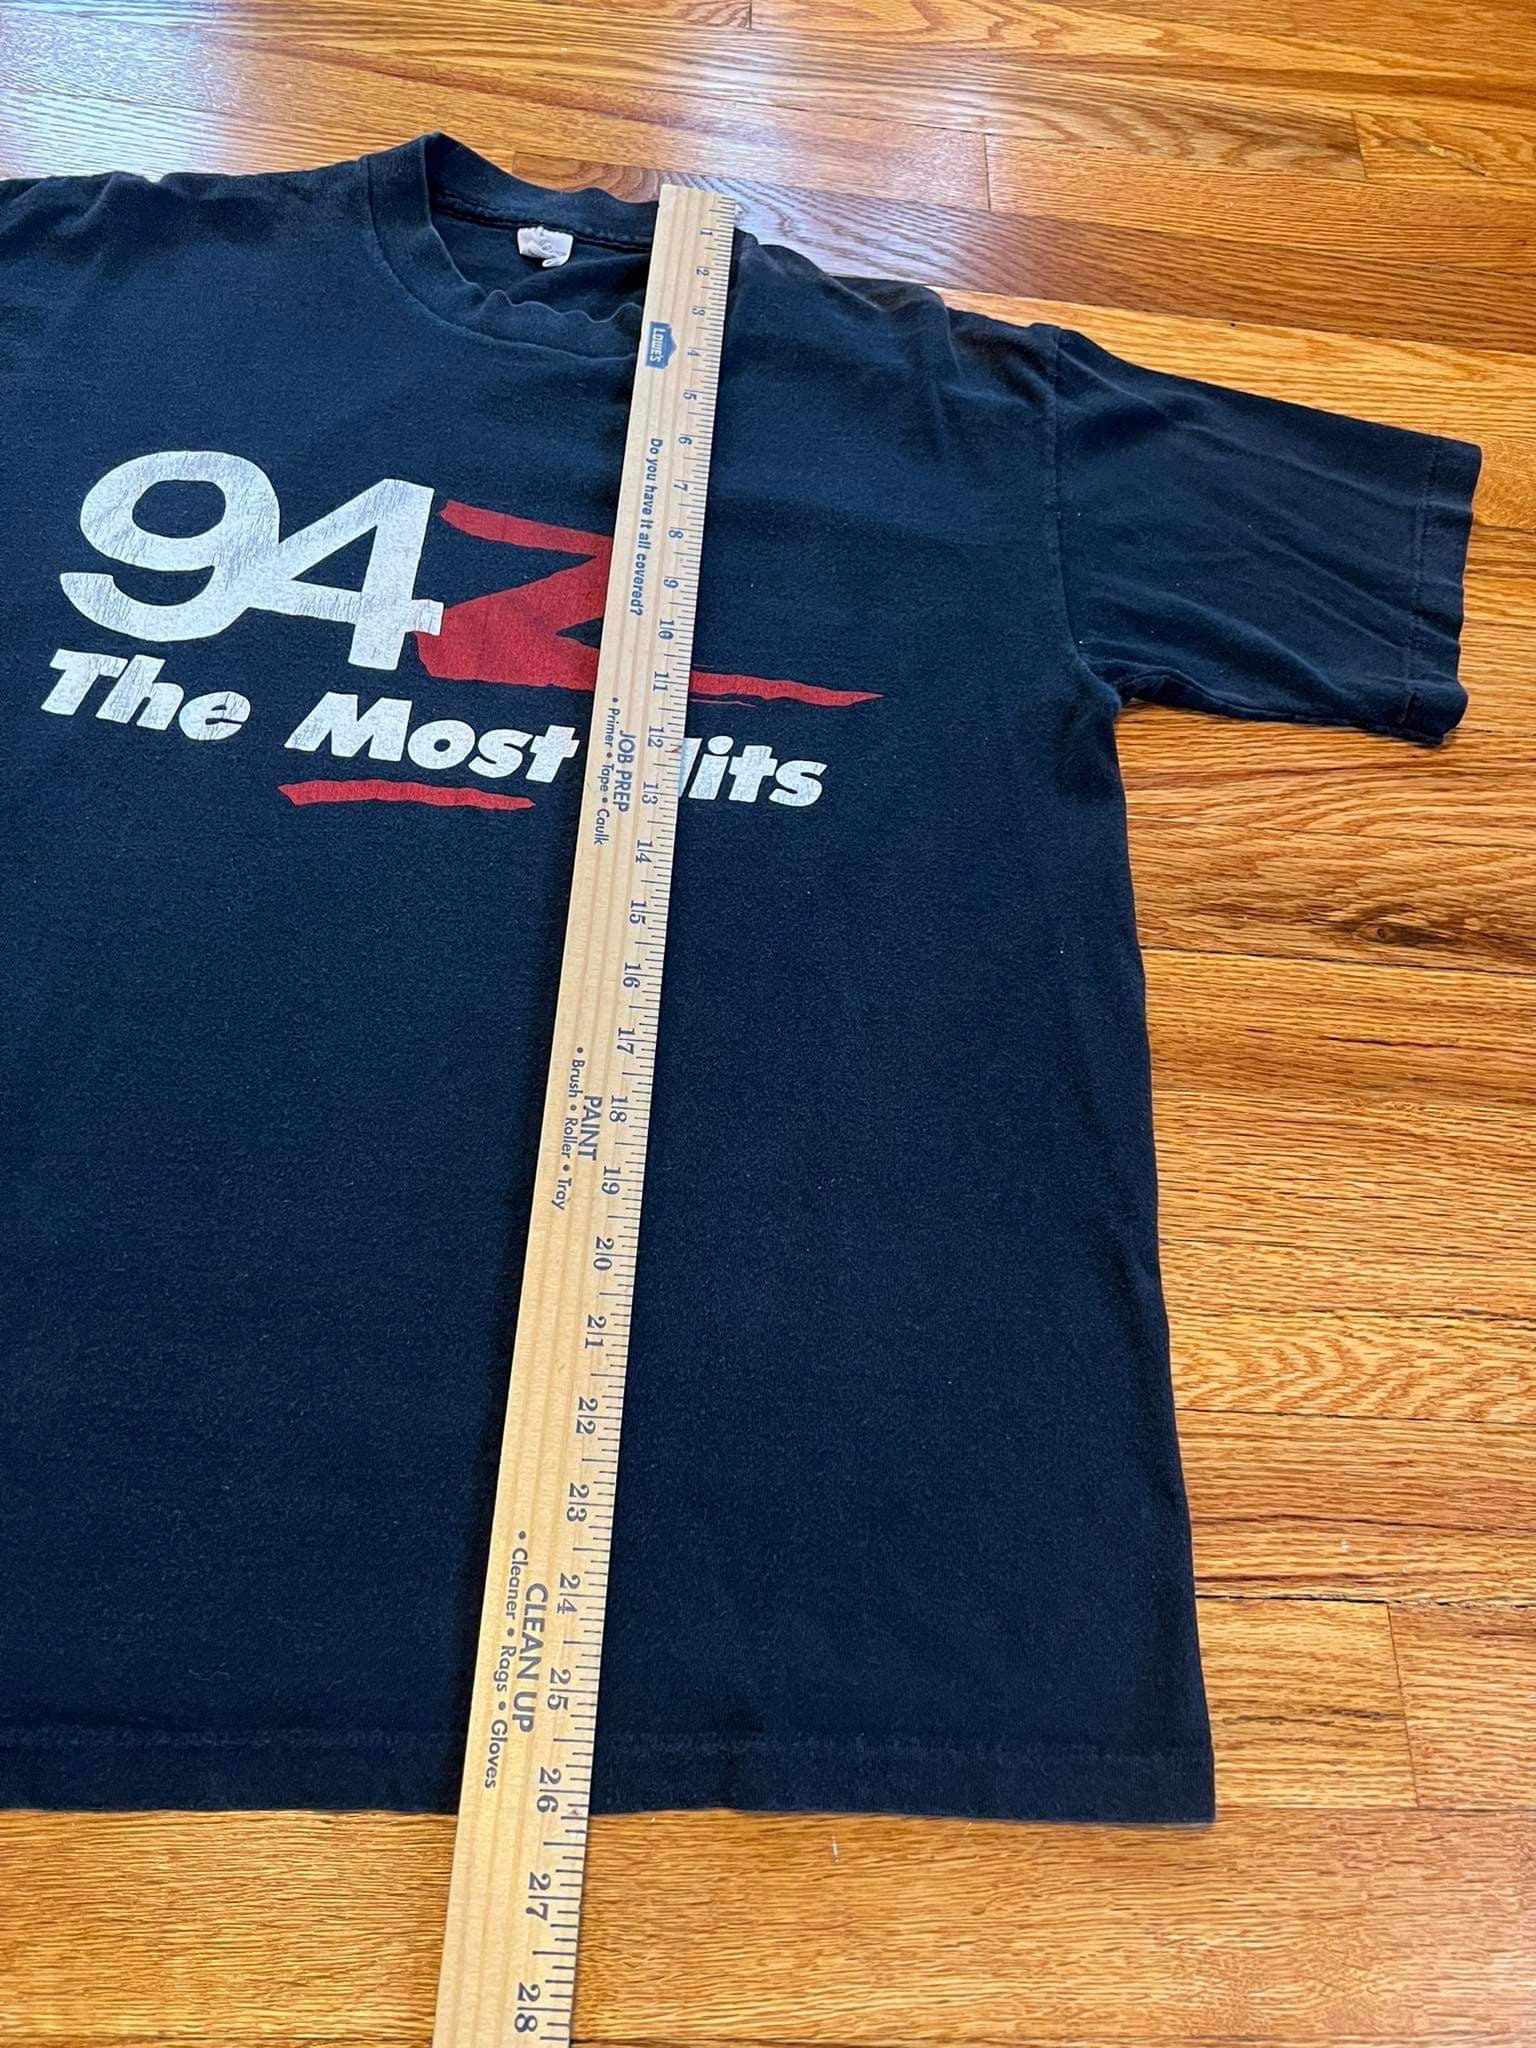 94Z
The Most Hits
LOWE'S
Do you have it all covered?
JOB PREP
• Primer • Tape • Caulk
PAINT
• Brush • Roller • Tray
CLEAN UP
• Cleaner • Rags • Gloves
1
2
3
4
5
6
7
8
9
10
11
12
13
14
15
16
17
18
19
20
21
22
23
24
25
26
27
28